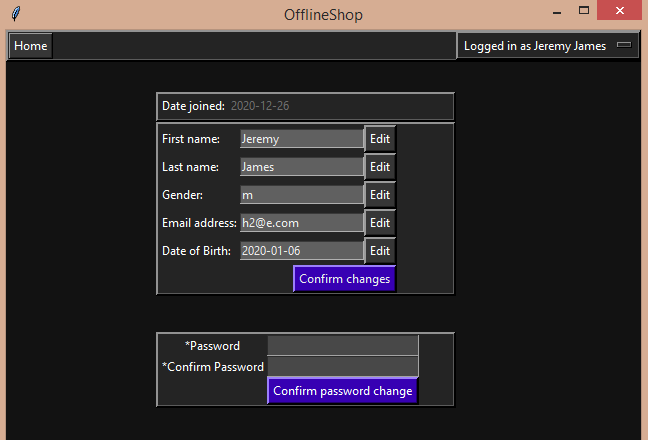 OfflineShop
Home
Logged in as Jeremy James
Date joined: 2020-12-26
First name: Jeremy Edit
Last name: James Edit
Gender: m Edit
Email address: h2@e.com Edit
Date of Birth: 2020-01-06 Edit
Confirm changes
*Password
*Confirm Password
Confirm password change